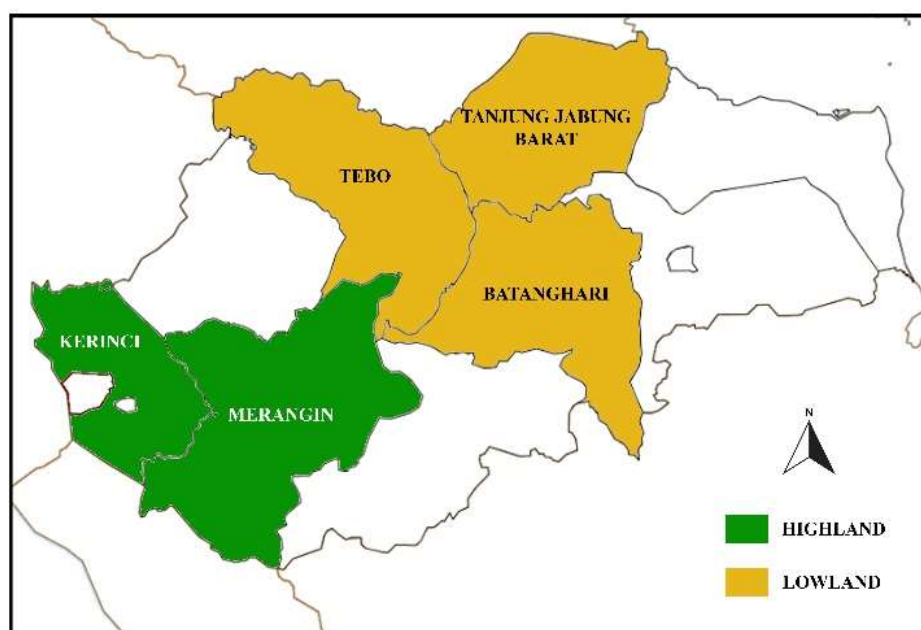 TANJUNG JABUNG
BARAT
TEBO
BATANGHARI
KERINCI
MERANGIN
N
HIGHLAND
LOWLAND